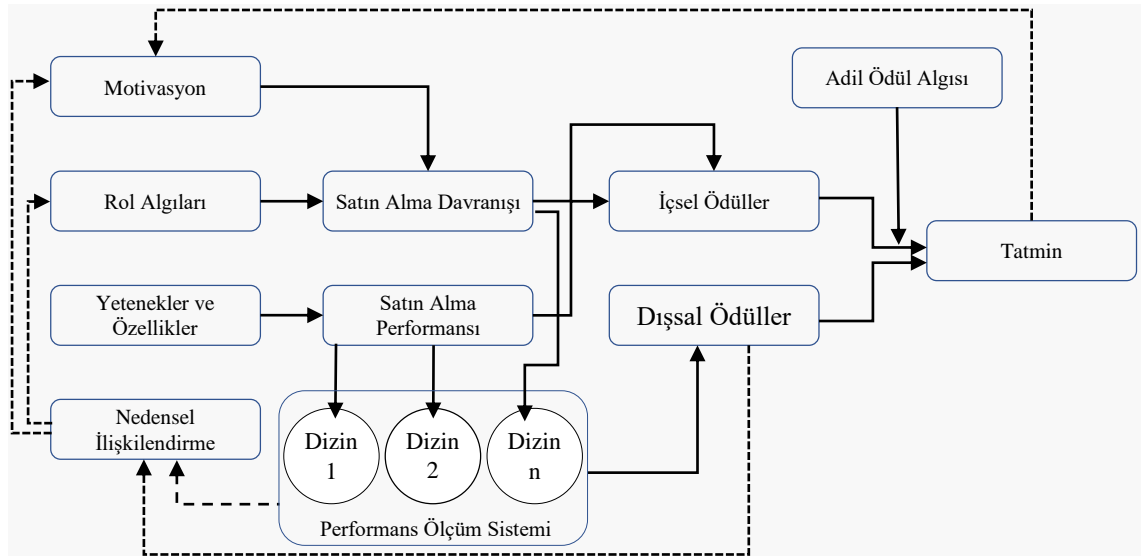 Motivasyon
Adil Ödül Algısı
Rol Algıları
Satın Alma Davranışı
İçsel Ödüller
Tatmin
Yetenekler ve
Özellikler
Satın Alma
Performansı
Dışsal Ödüller
Nedensel
İlişkilendirme
Dizin
1
Dizin
2
Dizin
n
Performans Ölçüm Sistemi